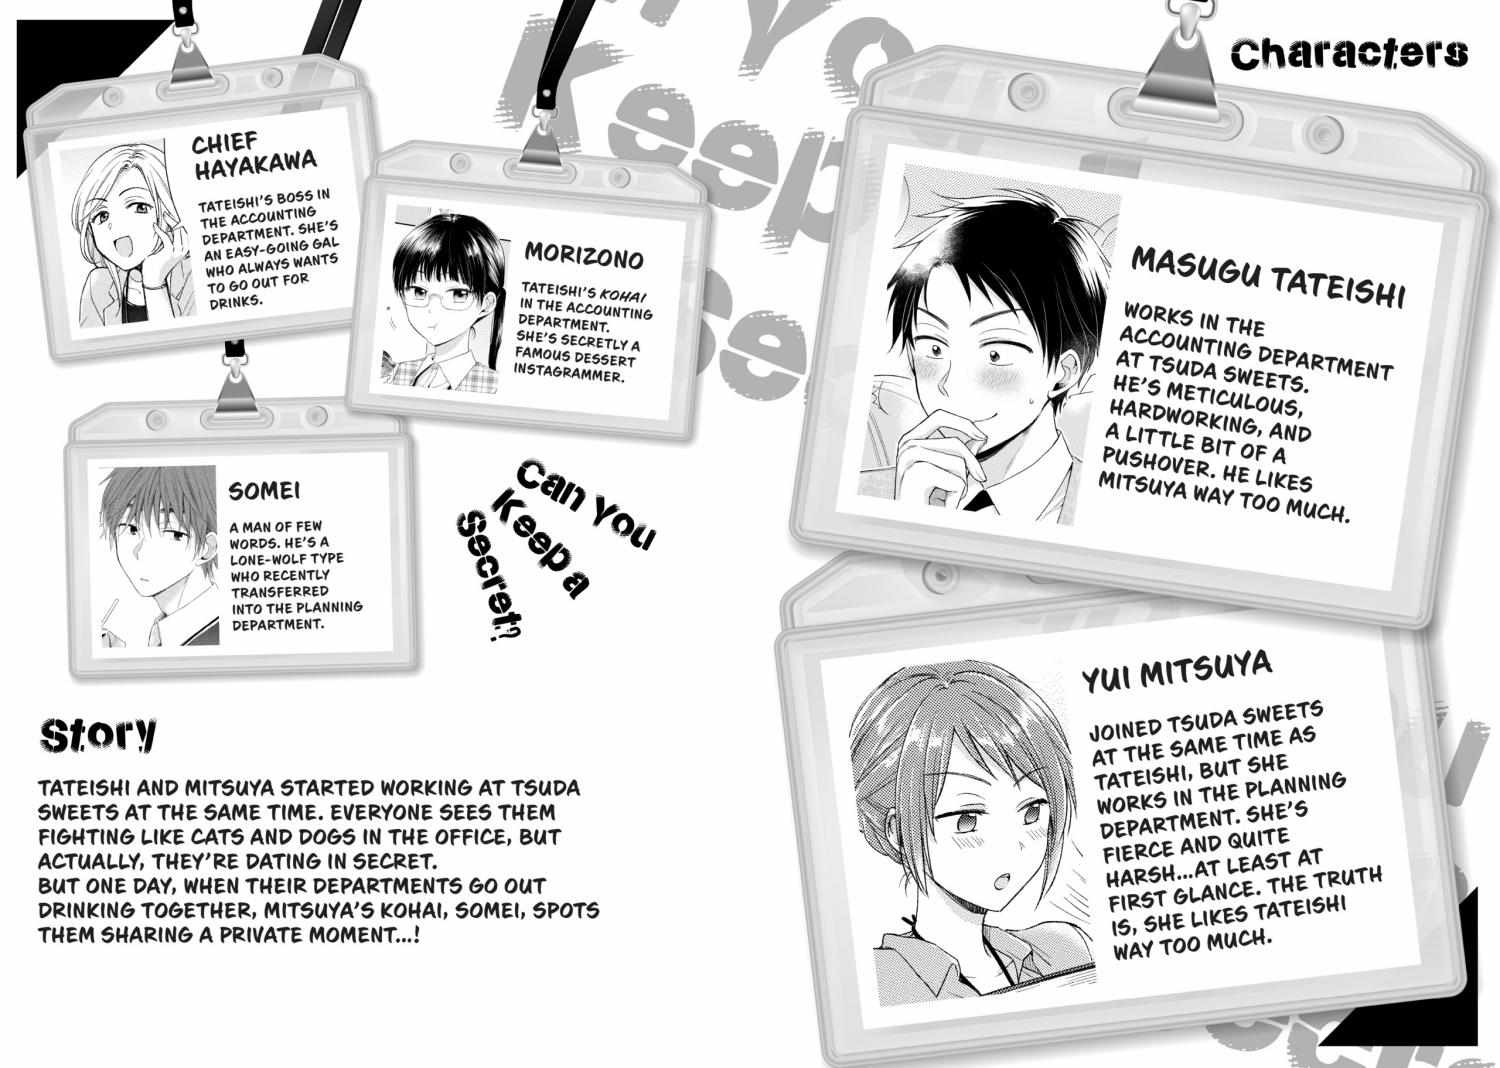 Characters
CHIEF
HAYAKAWA
TATEISHI'S BOSS IN
THE ACCOUNTING
DEPARTMENT. SHE'S
AN EASY-GOING GAL
WHO ALWAYS WANTS
TO GO OUT FOR
DRINKS.
MORIZONO
TATEISHI'S KOHAI
IN THE ACCOUNTING
DEPARTMENT.
SHE'S SECRETLY A
FAMOUS DESSERT
INSTAGRAMMER.
MASUGU TATEISHI
WORKS IN THE
ACCOUNTING DEPARTMENT
AT TSUDA SWEETS.
HE'S METICULOUS,
HARDWORKING, AND
A LITTLE BIT OF A
PUSHOVER. HE LIKES
MITSUYA WAY TOO MUCH.
SOMEI
A MAN OF FEW
WORDS. HE'S A
LONE-WOLF TYPE
WHO RECENTLY
TRANSFERRED
INTO THE PLANNING
DEPARTMENT.
Can You
Keep a
Secret?
YUI MITSUYA
JOINED TSUDA SWEETS
AT THE SAME TIME AS
TATEISHI, BUT SHE
WORKS IN THE PLANNING
DEPARTMENT. SHE'S
FIERCE AND QUITE
HARSH...AT LEAST AT
FIRST GLANCE. THE TRUTH
IS, SHE LIKES TATEISHI
WAY TOO MUCH.
Story
TATEISHI AND MITSUYA STARTED WORKING AT TSUDA
SWEETS AT THE SAME TIME. EVERYONE SEES THEM
FIGHTING LIKE CATS AND DOGS IN THE OFFICE, BUT
ACTUALLY, THEY'RE DATING IN SECRET.
BUT ONE DAY, WHEN THEIR DEPARTMENTS GO OUT
DRINKING TOGETHER, MITSUYA'S KOHAI, SOMEI, SPOTS
THEM SHARING A PRIVATE MOMENT...!